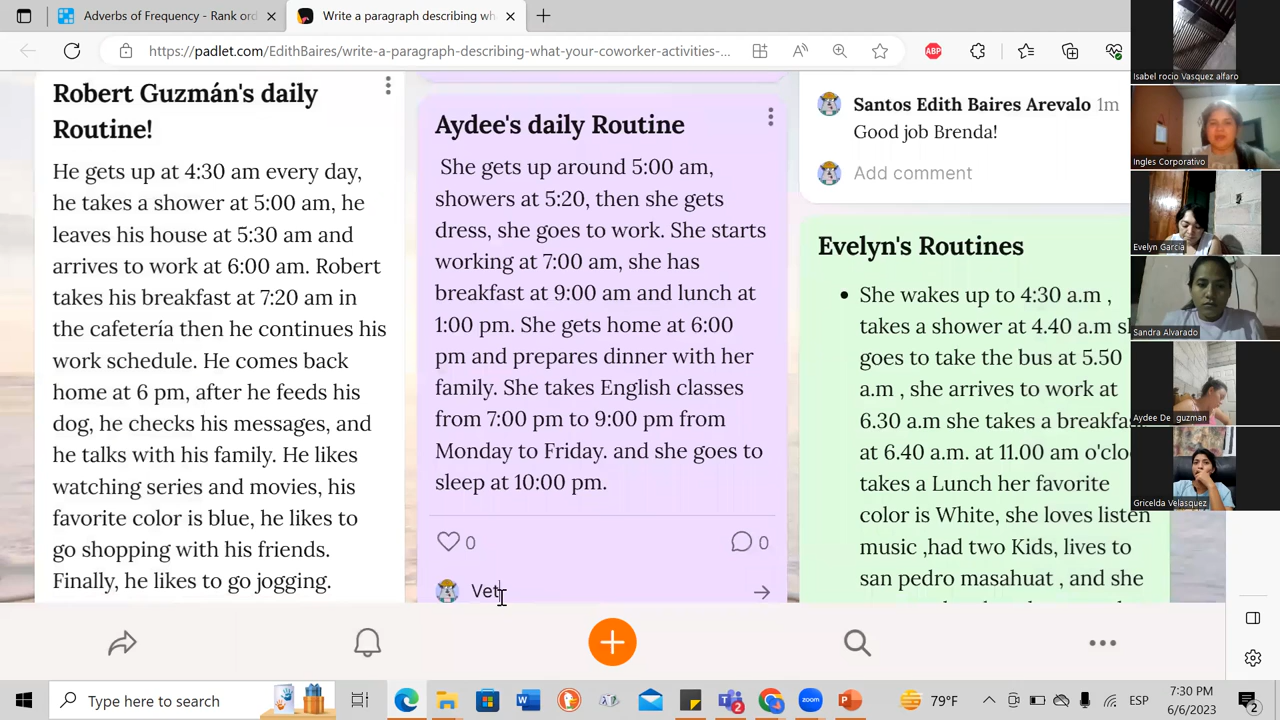 Adverbs of Frequency - Rank ord
Write a paragraph describing wh
https://padlet.com/EdithBaires/write-a-paragraph-describing-what-your-coworker-activities-...
ABP
Robert Guzmán's daily
Routine!
He gets up at 4:30 am every day,
he takes a shower at 5:00 am, he
leaves his house at 5:30 am and
arrives to work at 6:00 am. Robert
takes his breakfast at 7:20 am in
the cafetería then he continues his
work schedule. He comes back
home at 6 pm, after he feeds his
dog, he checks his messages, and
he talks with his family. He likes
watching series and movies, his
favorite color is blue, he likes to
go shopping with his friends.
Finally, he likes to go jogging.
Aydee's daily Routine
She gets up around 5:00 am,
showers at 5:20, then she gets
dress, she goes to work. She starts
working at 7:00 am, she has
breakfast at 9:00 am and lunch at
1:00 pm. She gets home at 6:00
pm and prepares dinner with her
family. She takes English classes
from 7:00 pm to 9:00 pm from
Monday to Friday. and she goes to
sleep at 10:00 pm.
0
0
Vet
Santos Edith Baires Arevalo 1m
Good job Brenda!
Add comment
Evelyn's Routines
• She wakes up to 4:30 a.m ,
takes a shower at 4.40 a.m
goes to take the bus at 5.50
a.m , she arrives to work at
6.30 a.m she takes a breakfa
at 6.40 a.m. at 11.00 am o'clo
takes a Lunch her favorite
color is White, she loves listen
music ,had two Kids, lives to
san pedro masahuat , and she
Isabel rocio Vasquez alfaro
Ingles Corporativo
Evelyn Garcia
Sandra Alvarado
Aydee De guzman
Gricelda Velasquez
Type here to search
zoom
79°F
ESP
7:30 PM
6/6/2023
2
2